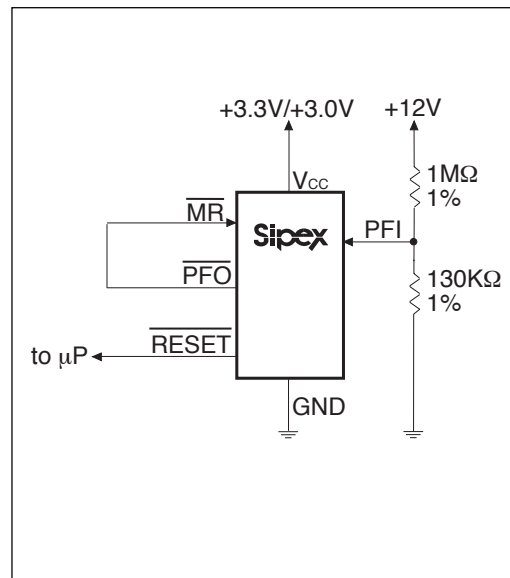 +3.3V/+3.0V
+12V
1MΩ
1%
VCC
MR
Sipex
PFI
PFO
130KΩ
1%
RESET
to μP
GND